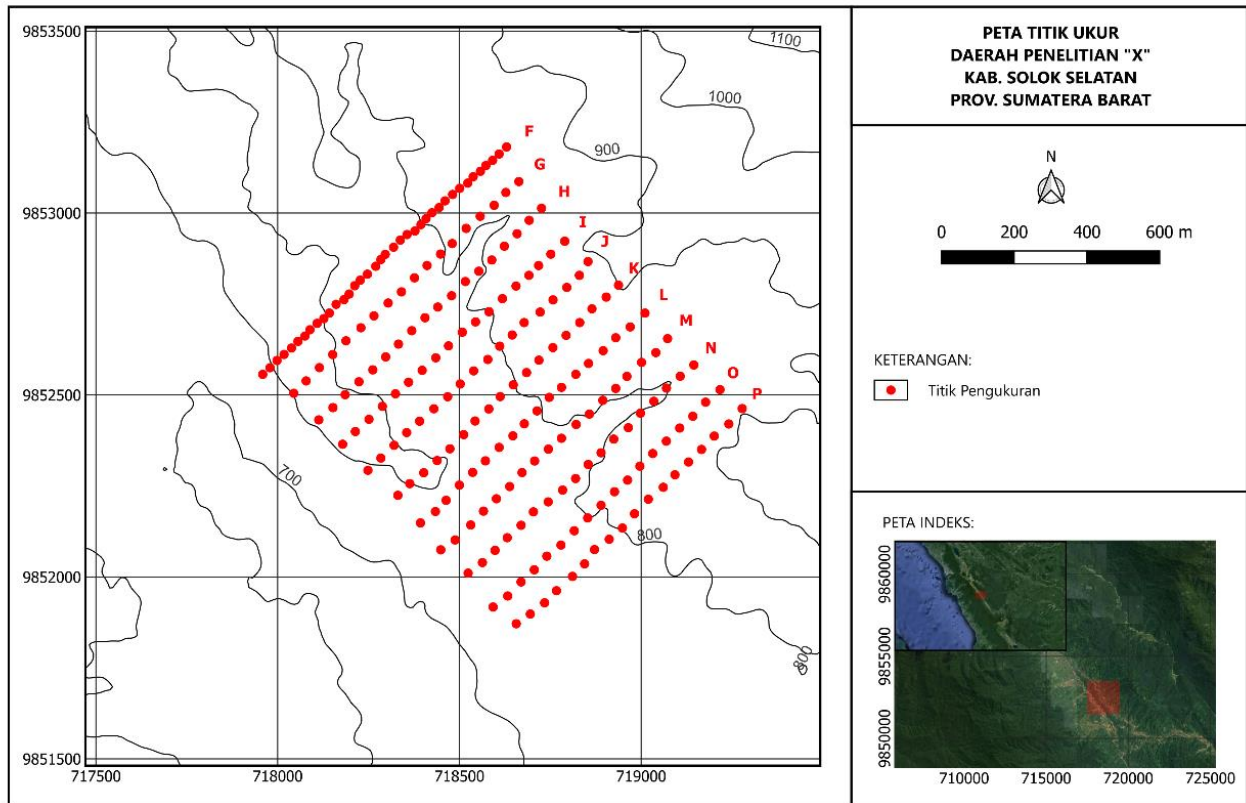 PETA TITIK UKUR
DAERAH PENELITIAN "X"
KAB. SOLOK SELATAN
PROV. SUMATERA BARAT
N
0 200 400 600 m
KETERANGAN:
Titik Pengukuran
PETA INDEKS:
9860000
9855000
9850000
710000 715000 720000 725000
9853500
9853000
9852500
9852000
9851500
717500 718000 718500 719000
1100
1000
900
F
G
H
I
J
K
L
M
N
O
P
700
800
800